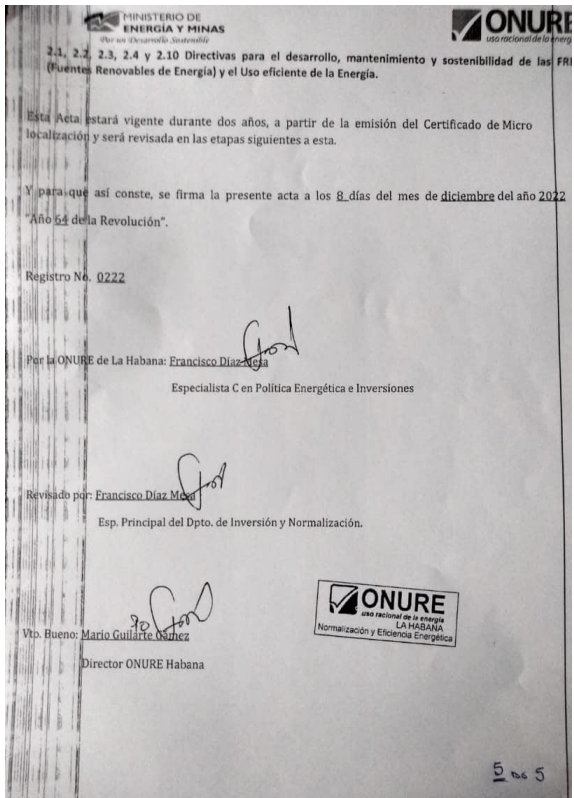 MINISTERIO DE
ENERGÍA Y MINAS
Por un Desarrollo Sostenible
ONURE
uso racional de la energ
2.1, 2.2, 2.3, 2.4 y 2.10 Directivas para el desarrollo, mantenimiento y sostenibilidad de las FRE
(Fuentes Renovables de Energía) y el Uso eficiente de la Energía.
Esta Acta estará vigente durante dos años, a partir de la emisión del Certificado de Micro
localización y será revisada en las etapas siguientes a esta.
Y para que así conste, se firma la presente acta a los 8 días del mes de diciembre del año 2022
"Año 64 de la Revolución".
Registro No. 0222
Por la ONURE de La Habana: Francisco Díaz Mesa
Especialista C en Política Energética e Inversiones
Revisado por: Francisco Díaz Mesa
Esp. Principal del Dpto. de Inversión y Normalización.
Vto. Bueno: Mario Guilarte Gámez
Director ONURE Habana
ONURE
uso racional de la energía
LA HABANA
Normalización y Eficiencia Energética
5 DE 5